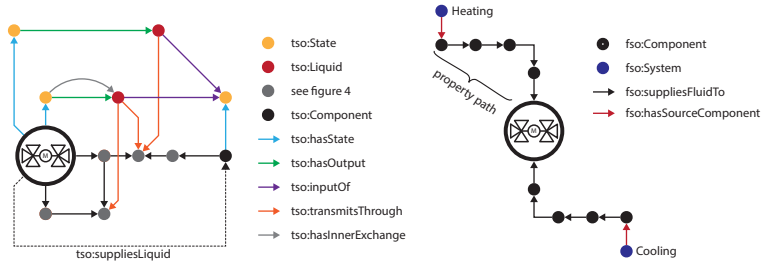 tso:State
tso:Liquid
see figure 4
tso:Component
tso:hasState
tso:hasOutput
tso:inputOf
tso:transmitsThrough
tso:hasInnerExchange
M
tso:suppliesLiquid
Heating
property path
M
Cooling
fso:Component
fso:System
fso:suppliesFluidTo
fso:hasSourceComponent